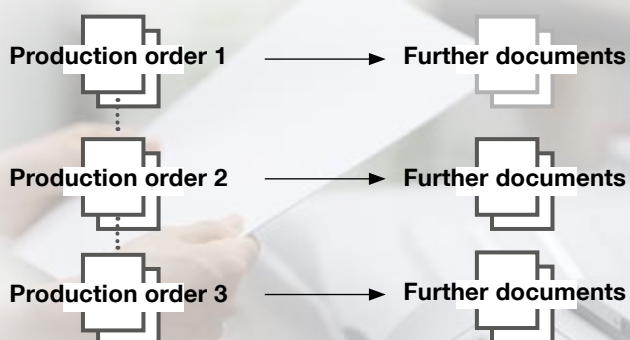 Production order 1
Further documents
Production order 2
Further documents
Production order 3
Further documents